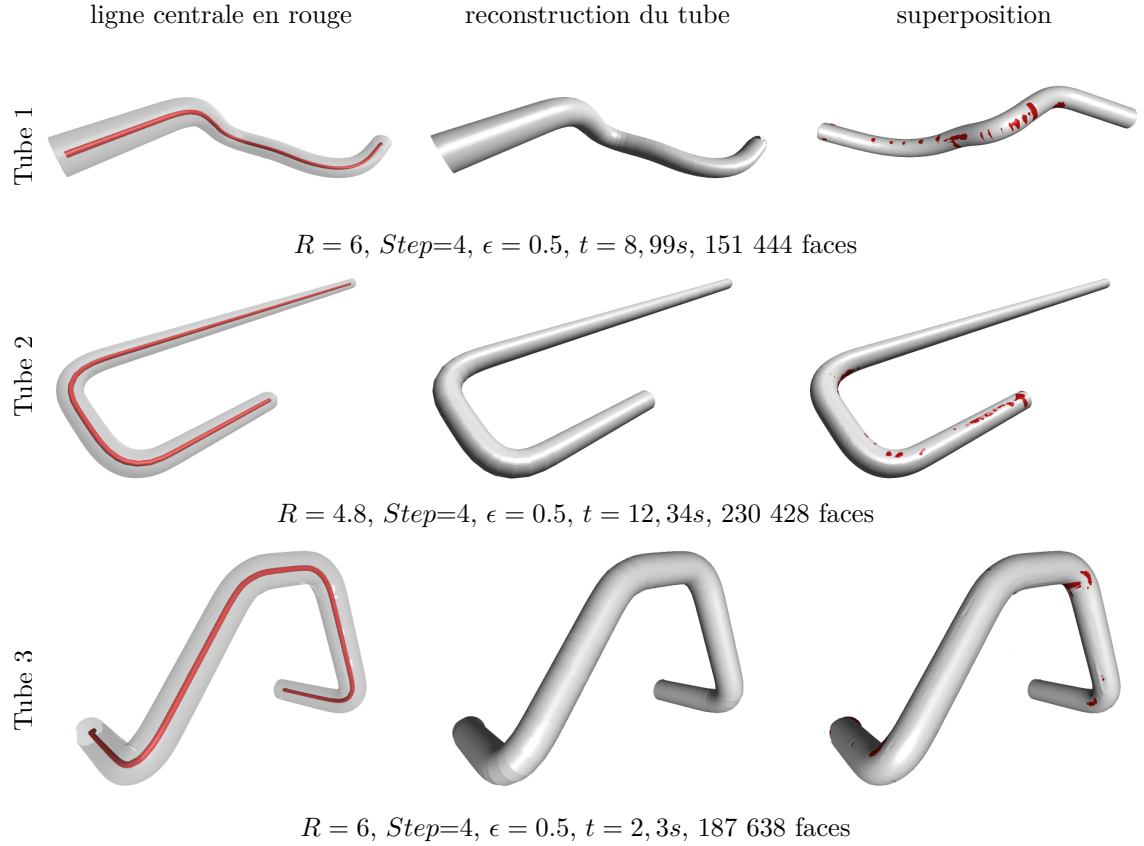 ligne centrale en rouge
reconstruction du tube
superposition
Tube 1
R = 6, Step=4, ϵ = 0.5, t = 8, 99s, 151 444 faces
Tube 2
R = 4.8, Step=4, ϵ = 0.5, t = 12, 34s, 230 428 faces
Tube 3
R = 6, Step=4, ϵ = 0.5, t = 2, 3s, 187 638 faces